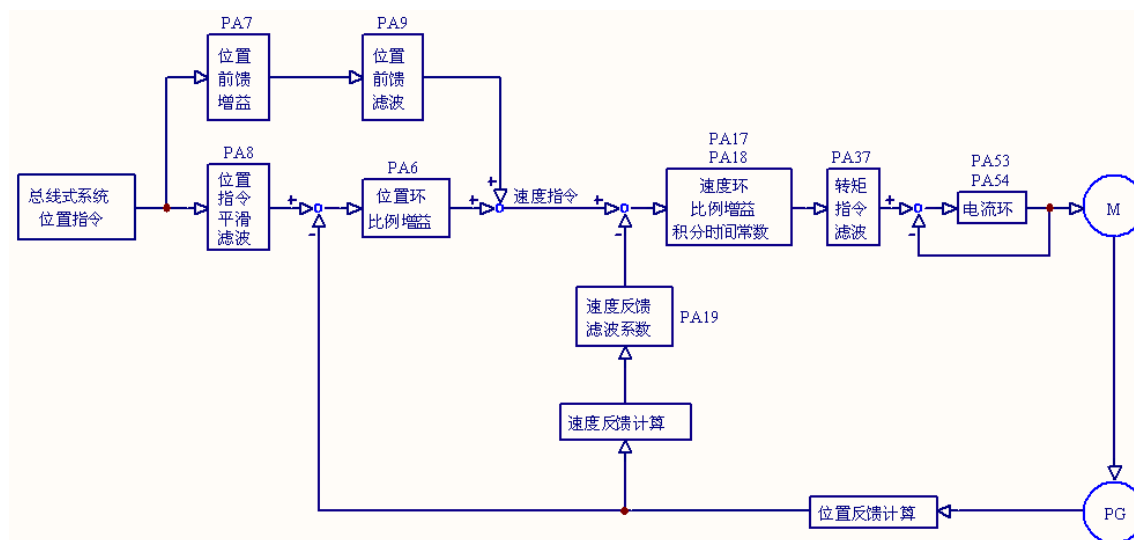 PA7
PA9
位置
前馈
增益
位置
前馈
滤波
PA8
PA6
PA17
PA18
PA37
PA53
PA54
总线式系统
位置指令
位置
指令
平滑
滤波
+
-
位置环
比例增益
+
+
速度指令
+
-
速度环
比例增益
积分时间常数
转矩
指令
滤波
+
-
电流环
M
速度反馈
滤波系数
PA19
速度反馈计算
位置反馈计算
PG